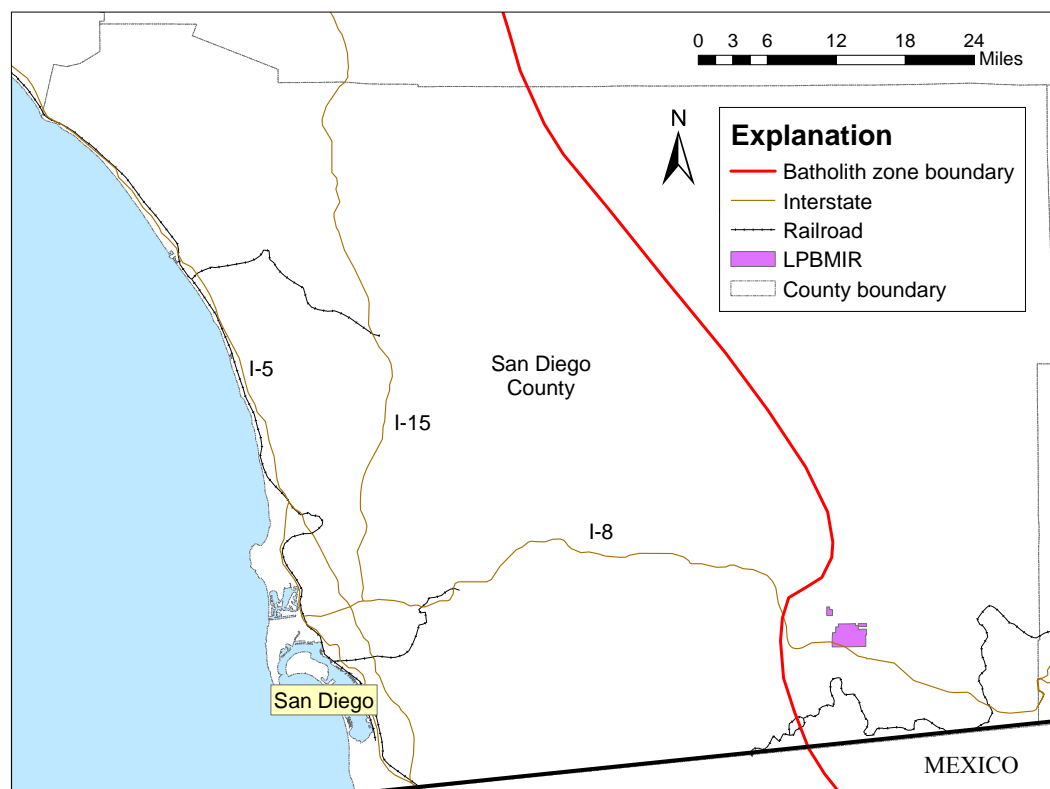 0 3 6 12 18 24
Miles
N
Explanation
Batholith zone boundary
Interstate
Railroad
LPBMIR
County boundary
San Diego
County
I-5
I-15
I-8
San Diego
MEXICO